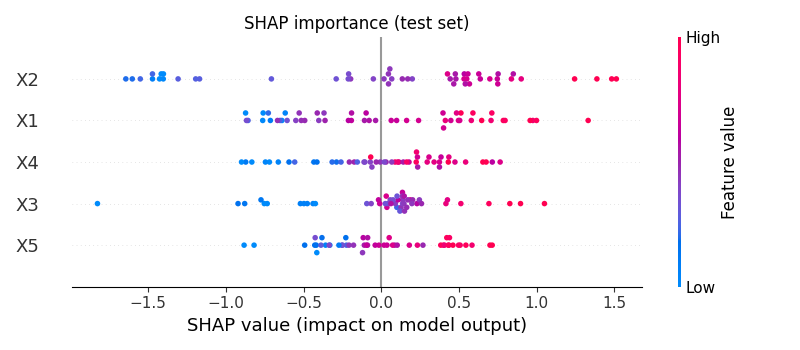 SHAP importance (test set)
High
X2
X1
X4
X3
X5
Feature value
Low
−1.5 −1.0 −0.5 0.0 0.5 1.0 1.5
SHAP value (impact on model output)